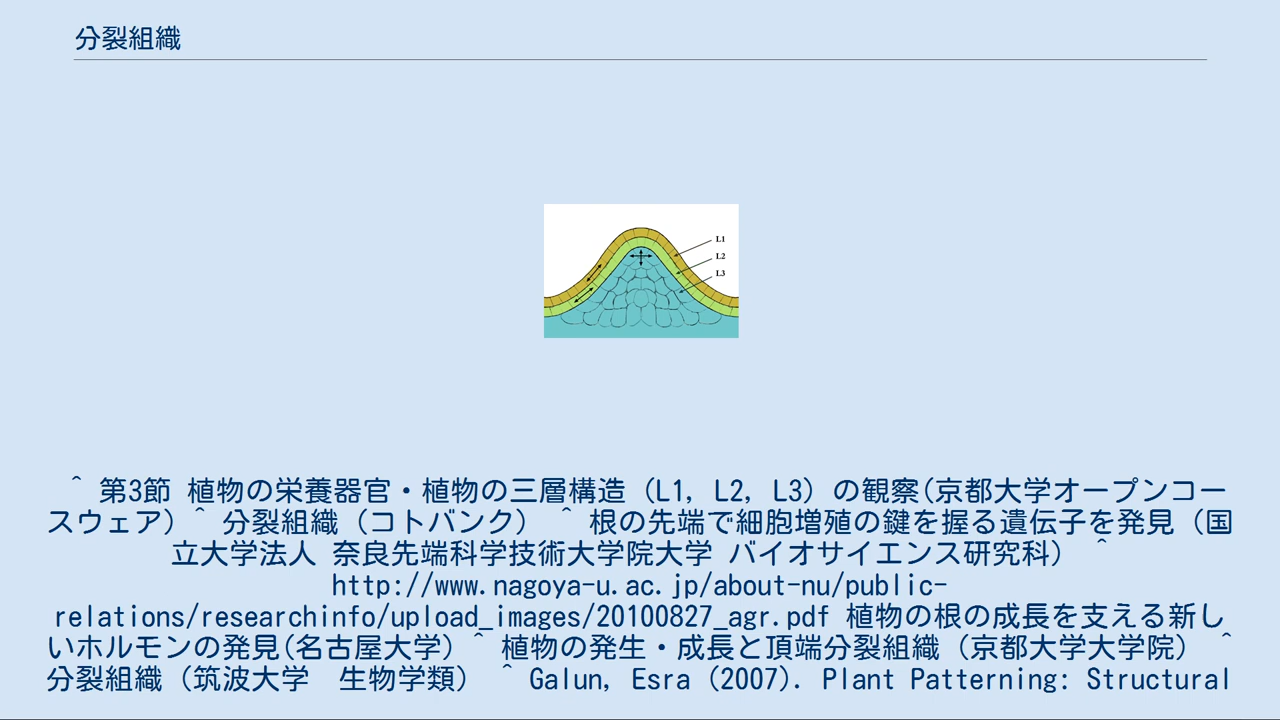 分裂組織
L1
L2
L3
^ 第3節 植物の栄養器官・植物の三層構造（L1, L2, L3）の観察(京都大学オープンコー
スウェア)^ 分裂組織（コトバンク） ^ 根の先端で細胞増殖の鍵を握る遺伝子を発見（国
立大学法人 奈良先端科学技術大学院大学 バイオサイエンス研究科） ^
http://www.nagoya-u.ac.jp/about-nu/public-
relations/researchinfo/upload_images/20100827_agr.pdf 植物の根の成長を支える新し
いホルモンの発見(名古屋大学) ^ 植物の発生・成長と頂端分裂組織（京都大学大学院） ^
分裂組織（筑波大学　生物学類） ^ Galun, Esra (2007). Plant Patterning: Structural